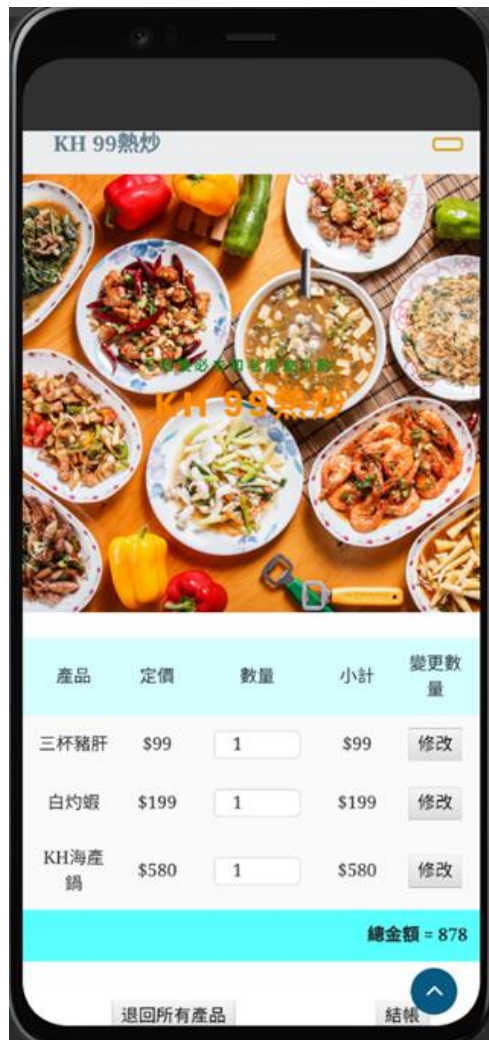 KH 99熱炒
KH 99熱炒
產品 定價 數量 小計 變更數量
三杯豬肝 $99 1 $99 修改
白灼蝦 $199 1 $199 修改
KH海產鍋 $580 1 $580 修改
總金額 = 878
退回所有產品 結帳